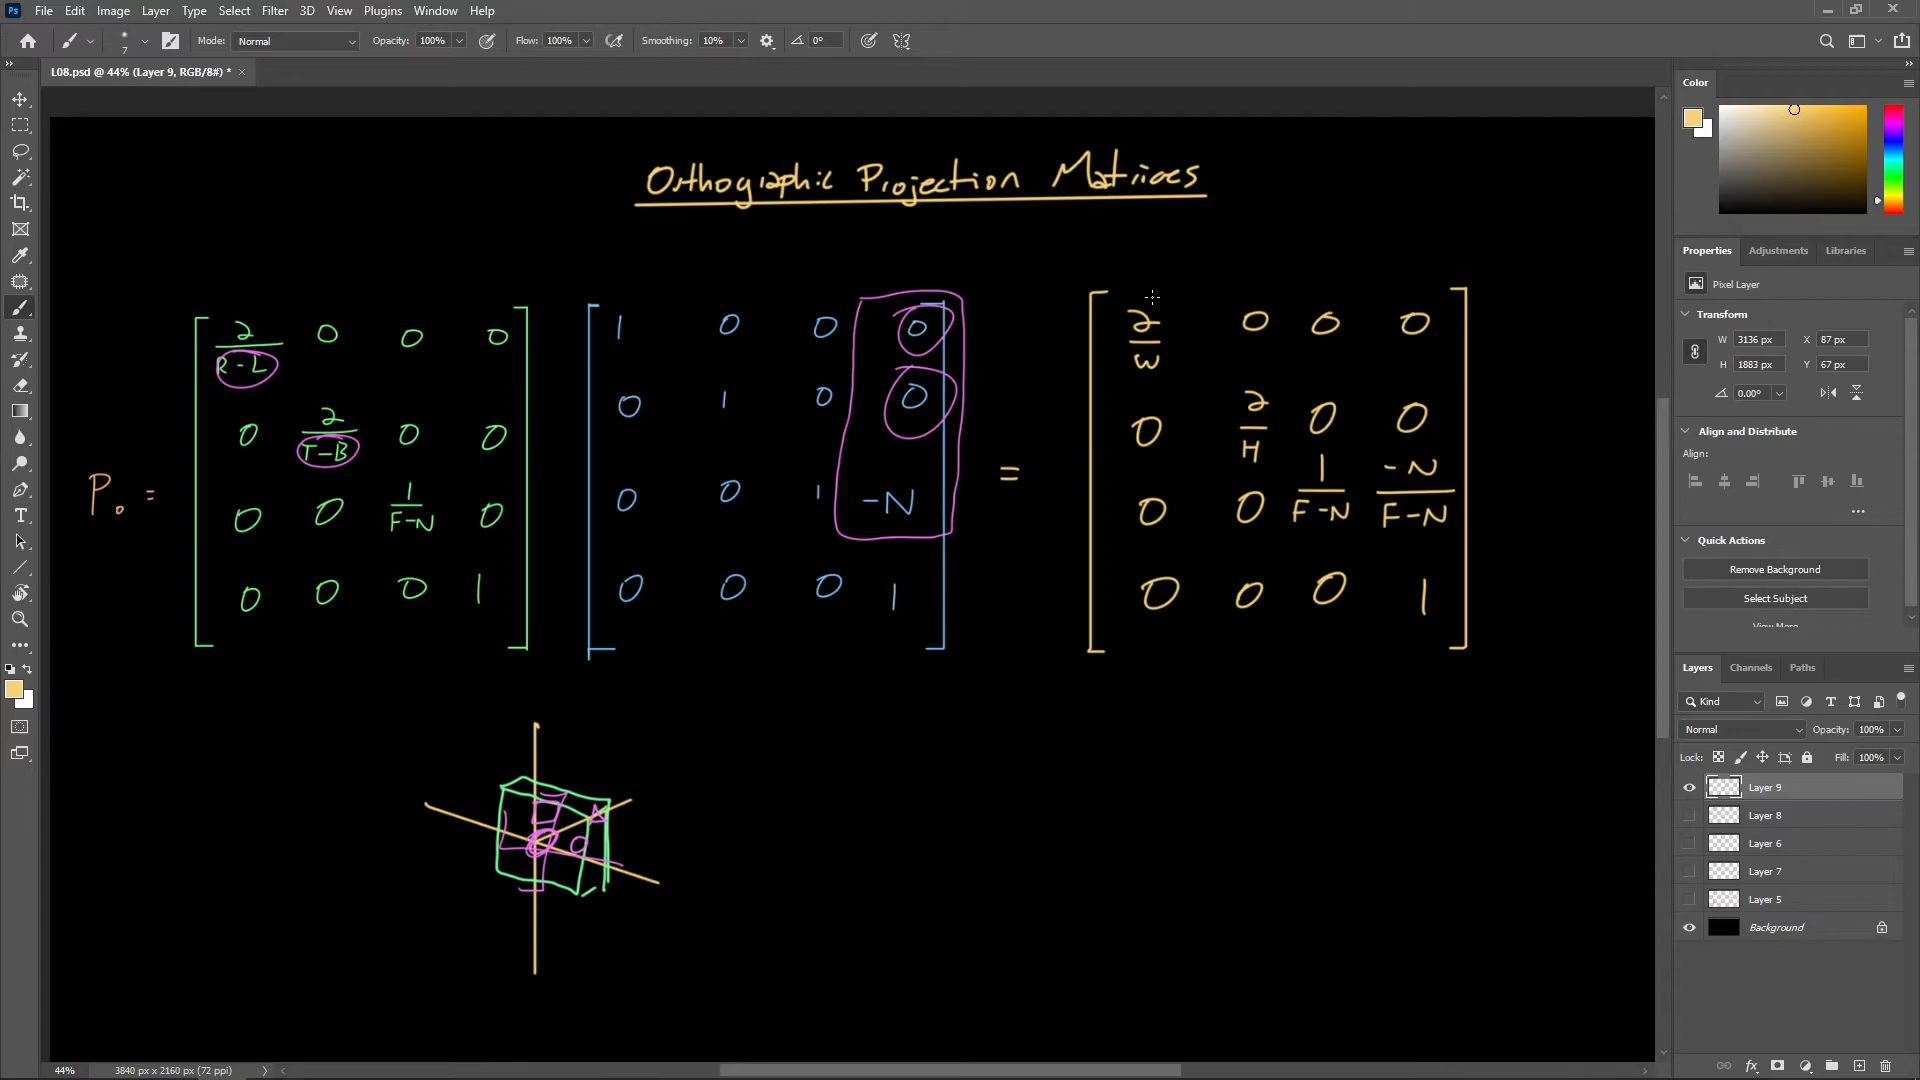 Ps File Edit Image Layer Type Select Filter 3D View Plugins Window Help
7 Mode: Normal Opacity: 100% Flow: 100% Smoothing: 10% 0°
L08.psd @ 44% (Layer 9, RGB/8#) * ×
Orthographic Projection Matrices
P₀ =
2/R-L 0 0 0
0 2/T-B 0 0
0 0 1/F-N 0
0 0 0 1
1 0 0 0
0 1 0 0
0 0 1 -N
0 0 0 1
=
2/W 0 0 0
0 2/H 0 0
0 0 1/F-N -N/F-N
0 0 0 1
44% 3840 px x 2160 px (72 ppi)
Color
Properties Adjustments Libraries
Pixel Layer
Transform
W 3136 px X 87 px
H 1883 px Y 67 px
0.00°
Align and Distribute
Align:
Quick Actions
Remove Background
Select Subject
View More
Layers Channels Paths
Kind
Normal Opacity: 100%
Lock: Fill: 100%
Layer 9
Layer 8
Layer 6
Layer 7
Layer 5
Background